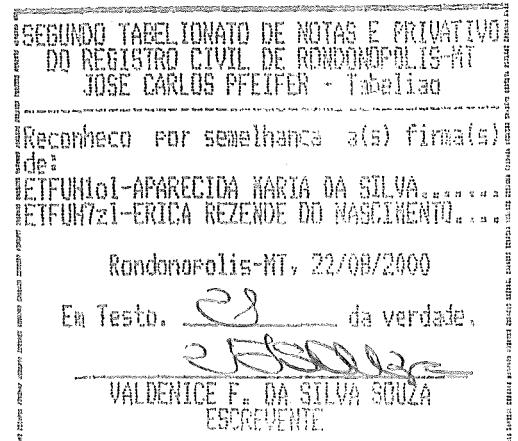 SEGUNDO TABELIONATO DE NOTAS E PRIVATIVO
DO REGISTRO CIVIL DE RONDONOPOLIS-MT
JOSE CARLOS PFEIFER - Tabeliao
Reconheco por semelhanca a(s) firma(s)
de:
ETFUH1ol-APARECIDA MARIA DA SILVA.......
ETFUH7zl-ERICA REZENDE DO NASCIMENTO....
Rondonopolis-MT, 22/08/2000
Em Testo. da verdade.
VALDENICE F. DA SILVA SOUZA
ESCREVENTE